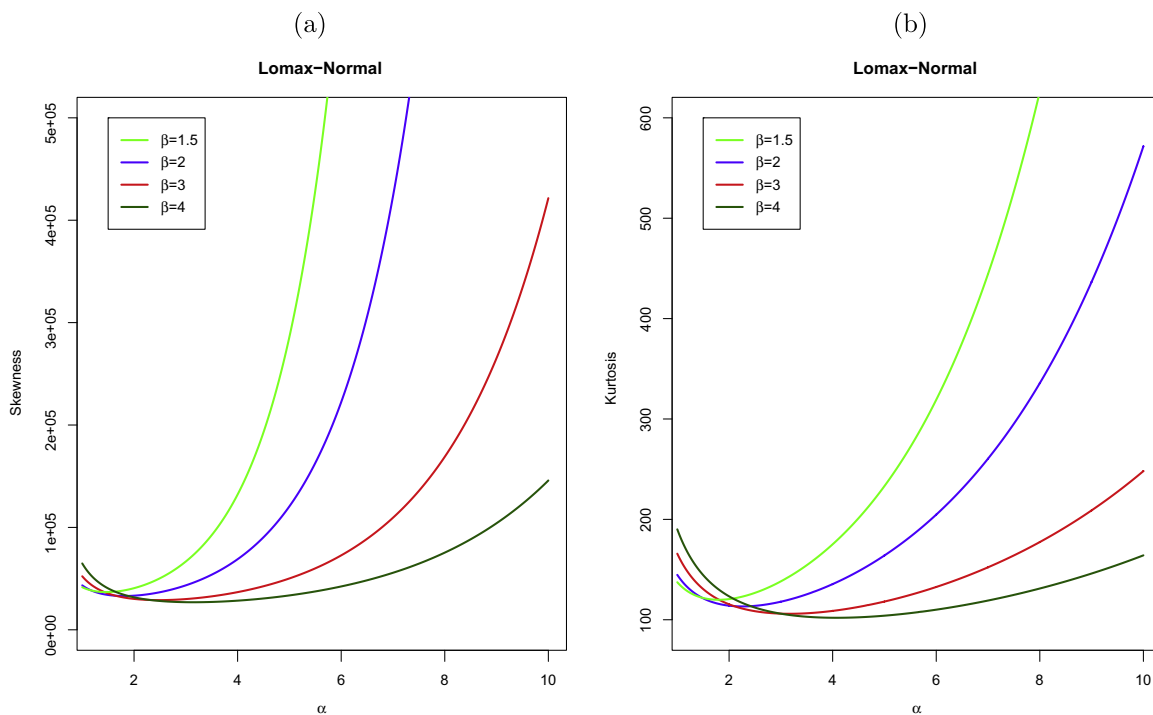 (a)
Lomax−Normal
5e+05
4e+05
3e+05
2e+05
1e+05
0e+00
Skewness
β=1.5
β=2
β=3
β=4
2 4 6 8 10
α
(b)
Lomax−Normal
600
500
400
300
200
100
Kurtosis
β=1.5
β=2
β=3
β=4
2 4 6 8 10
α